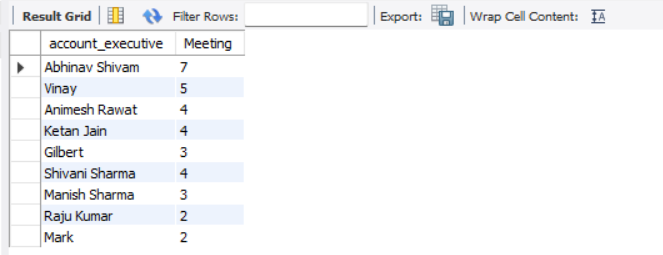 Result Grid Filter Rows: Export: Wrap Cell Content: IA
account_executive Meeting
Abhinav Shivam 7
Vinay 5
Animesh Rawat 4
Ketan Jain 4
Gilbert 3
Shivani Sharma 4
Manish Sharma 3
Raju Kumar 2
Mark 2